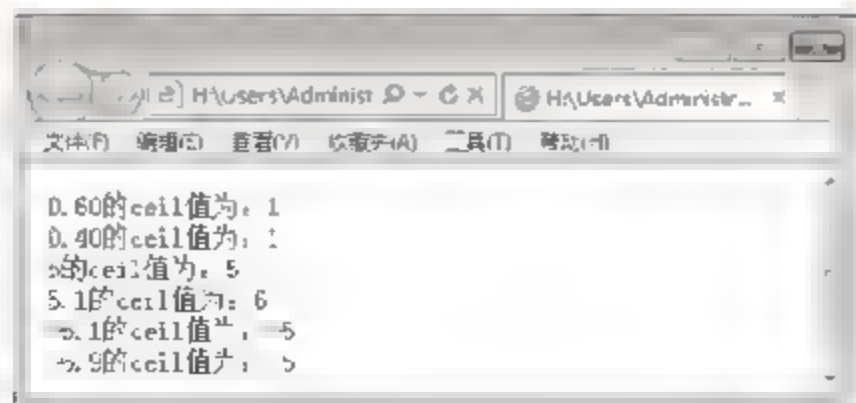 H:\Users\Administ
H:\Users\Administr...
文件(F) 编辑(E) 查看(V) 收藏夹(A) 工具(T) 帮助(H)
0.60的ceil值为：1
0.40的ceil值为：1
5的ceil值为：5
5.1的ceil值为：6
-5.1的ceil值为：-5
-5.9的ceil值为：-5